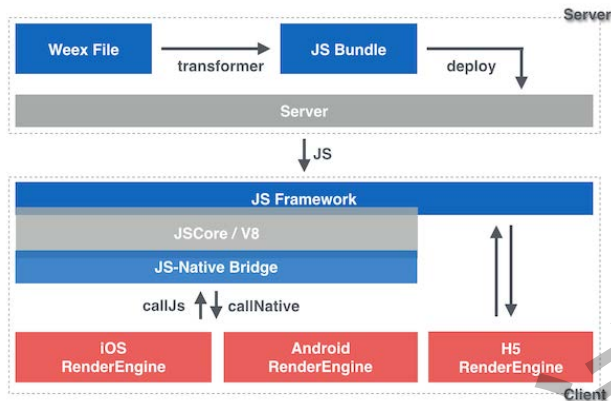 Server
Weex File
transformer
JS Bundle
deploy
Server
JS
JS Framework
JSCore / V8
JS-Native Bridge
callJs
callNative
iOS
RenderEngine
Android
RenderEngine
H5
RenderEngine
Client